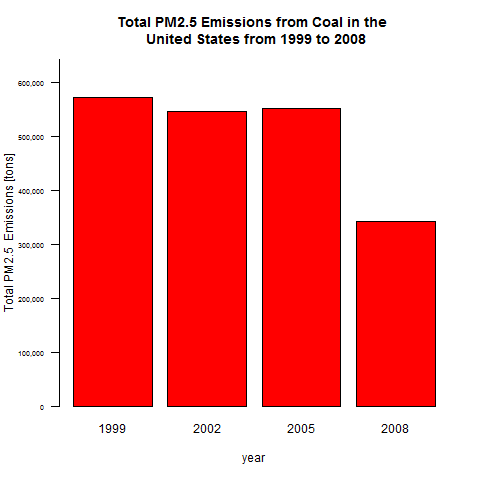 Total PM2.5 Emissions from Coal in the
United States from 1999 to 2008
Total PM2.5 Emissions [tons]
600,000
500,000
400,000
300,000
200,000
100,000
0
1999 2002 2005 2008
year